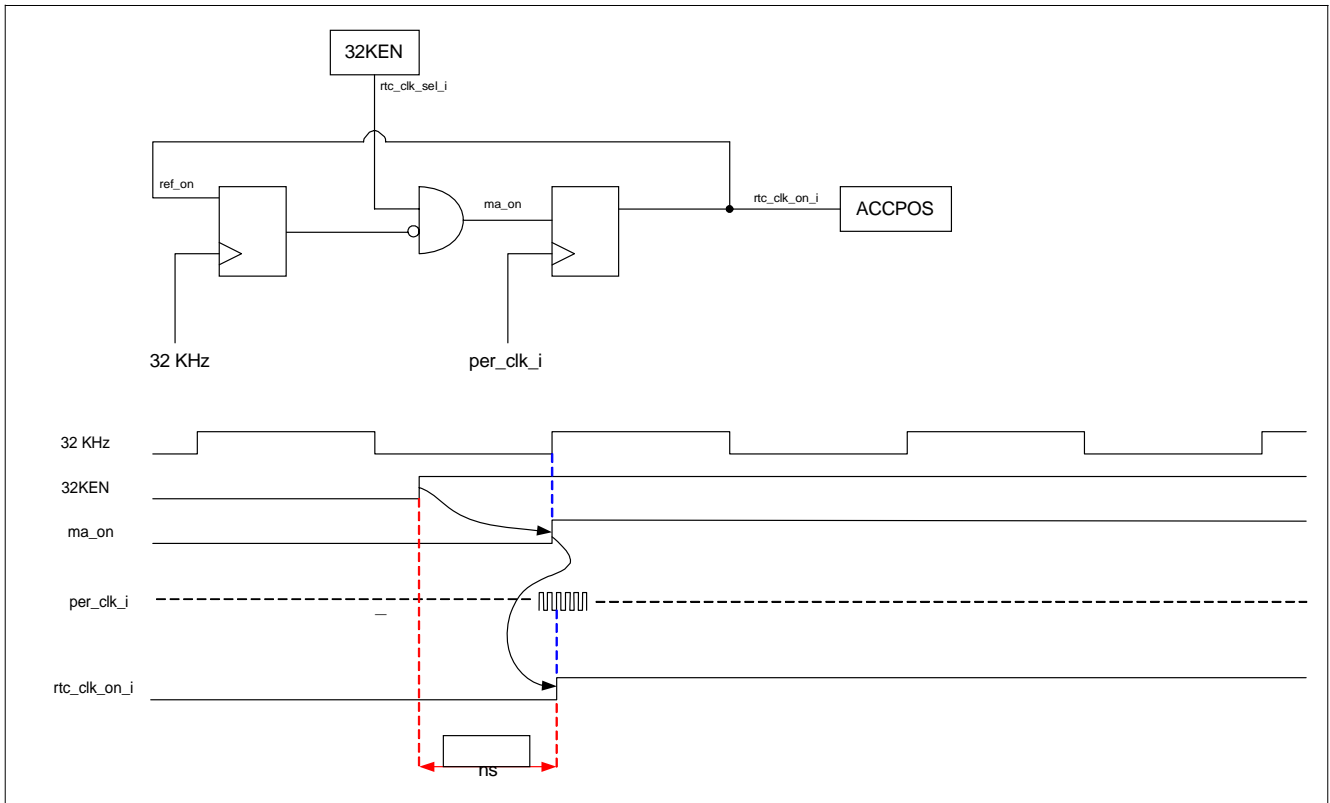 32KEN
rtc_clk_sel_i
ref_on
ma_on
rtc_clk_on_i
ACCPOS
32 KHz
per_clk_i
32 KHz
32KEN
ma_on
per_clk_i
_
rtc_clk_on_i
ns